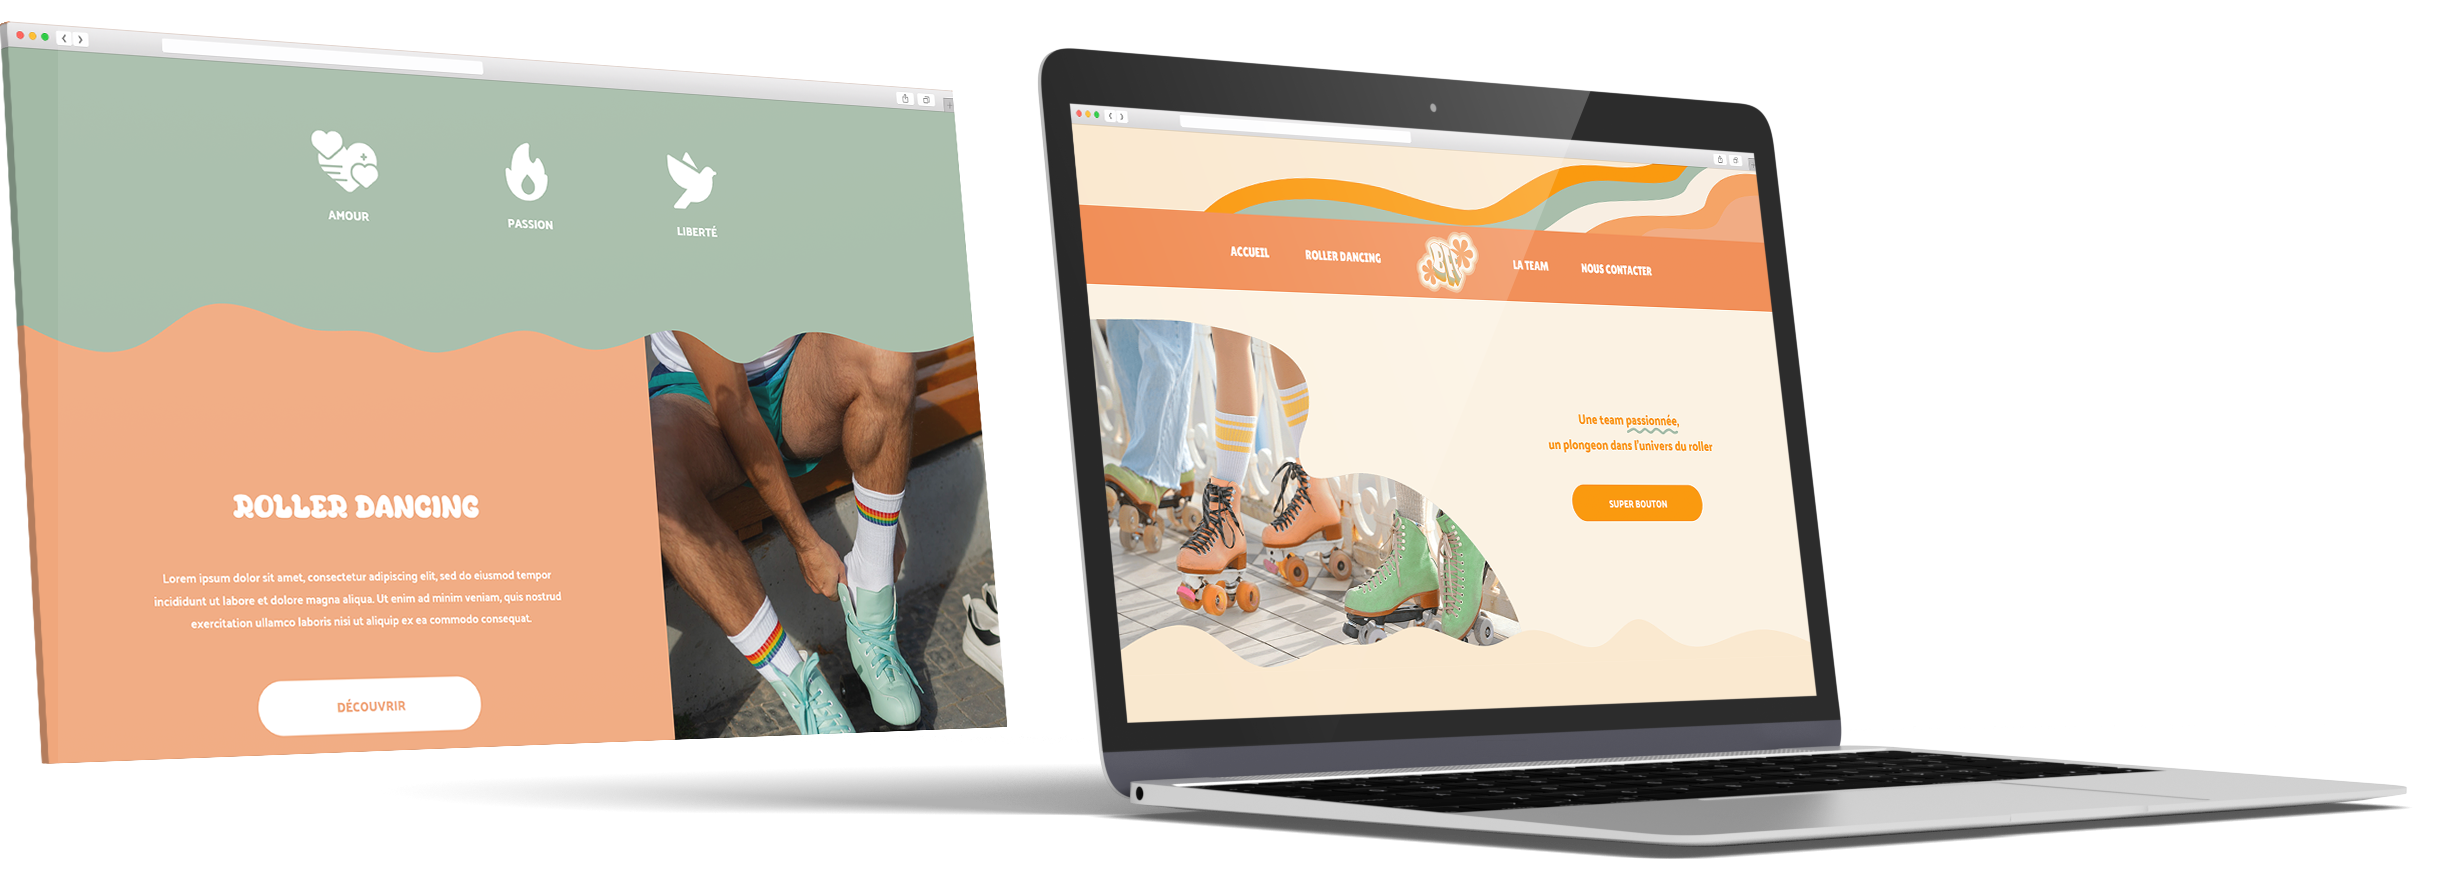 AMOUR
PASSION
LIBERTÉ
ROLLER DANCING
Lorem ipsum dolor sit amet, consectetur adipiscing elit, sed do eiusmod tempor
incididunt ut labore et dolore magna aliqua. Ut enim ad minim veniam, quis nostrud
exercitation ullamco laboris nisi ut aliquip ex ea commodo consequat.
DÉCOUVRIR
ACCUEIL
ROLLER DANCING
LA TEAM
NOUS CONTACTER
Une team passionnée,
un plongeon dans l'univers du roller
SUPER BOUTON